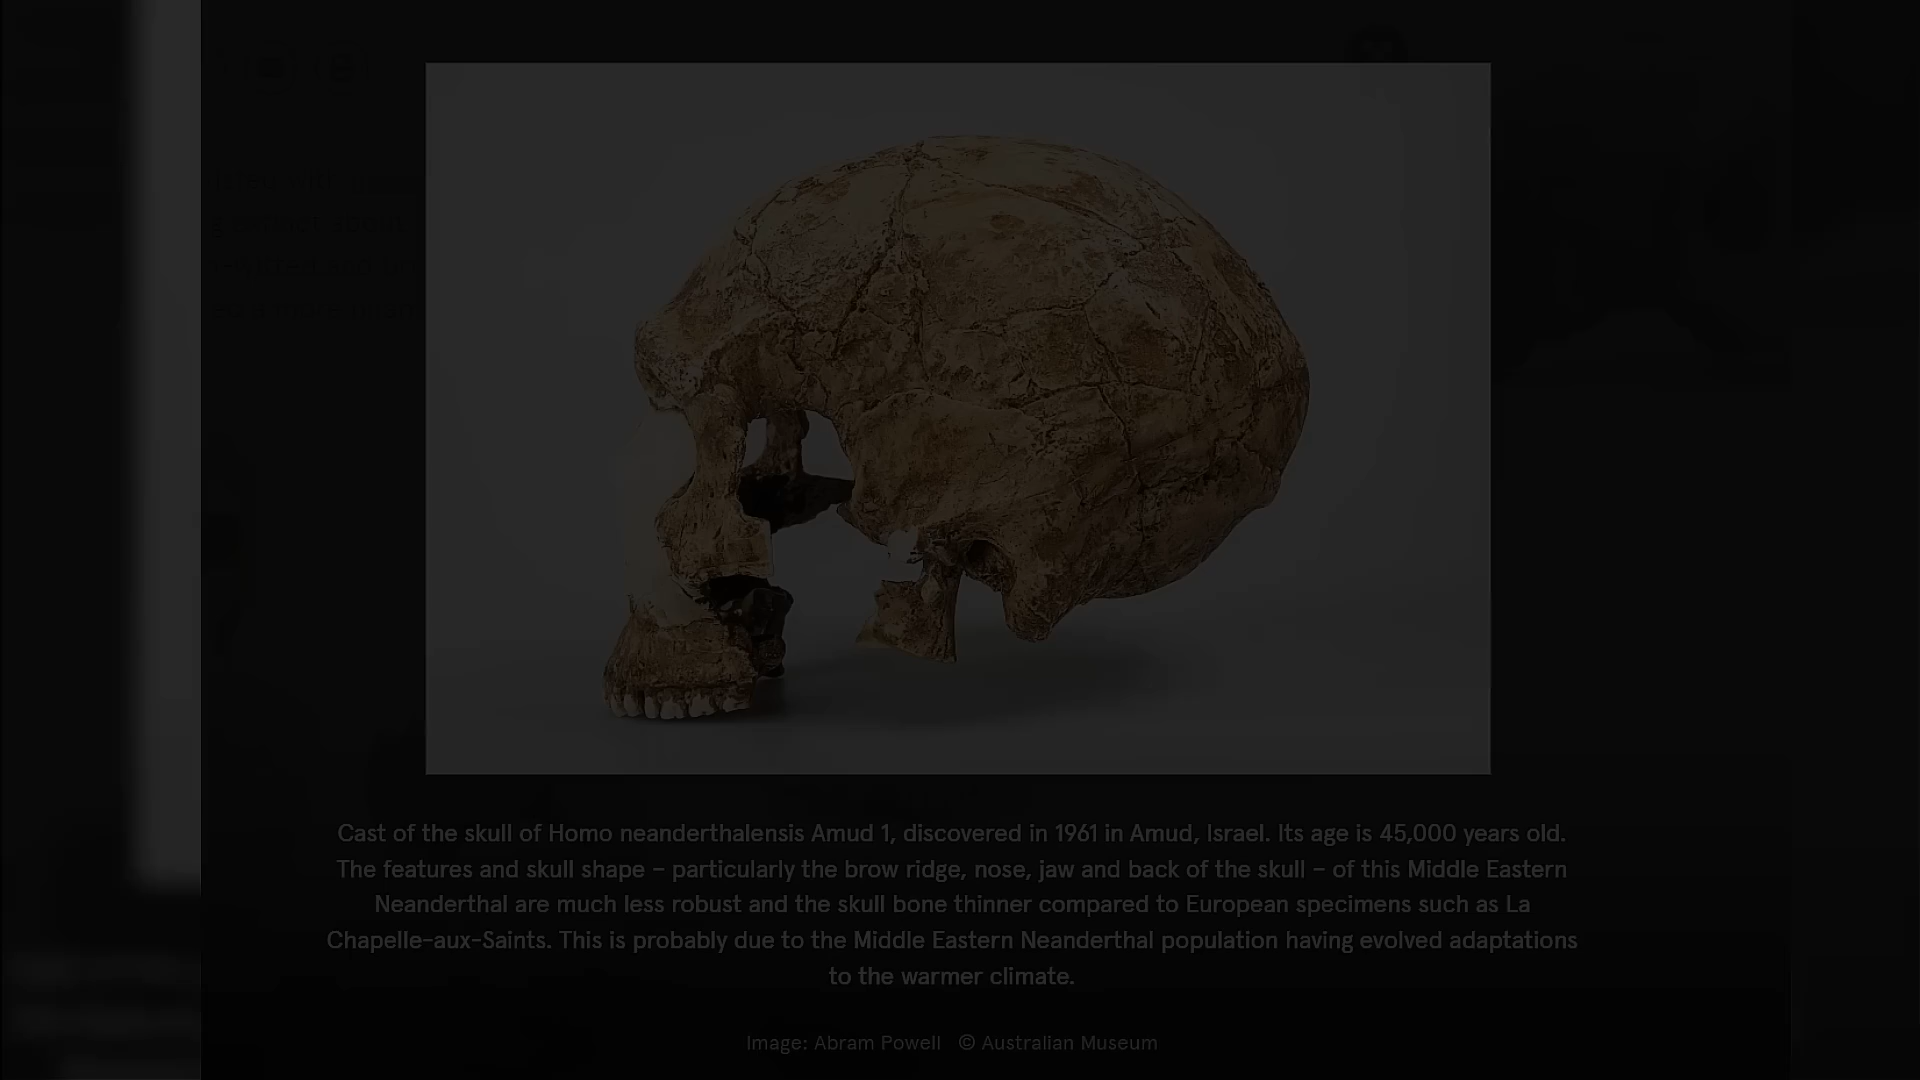 Cast of the skull of Homo neanderthalensis Amud 1, discovered in 1961 in Amud, Israel. Its age is 45,000 years old.
The features and skull shape – particularly the brow ridge, nose, jaw and back of the skull – of this Middle Eastern
Neanderthal are much less robust and the skull bone thinner compared to European specimens such as La
Chapelle-aux-Saints. This is probably due to the Middle Eastern Neanderthal population having evolved adaptations
to the warmer climate.
Image: Abram Powell © Australian Museum